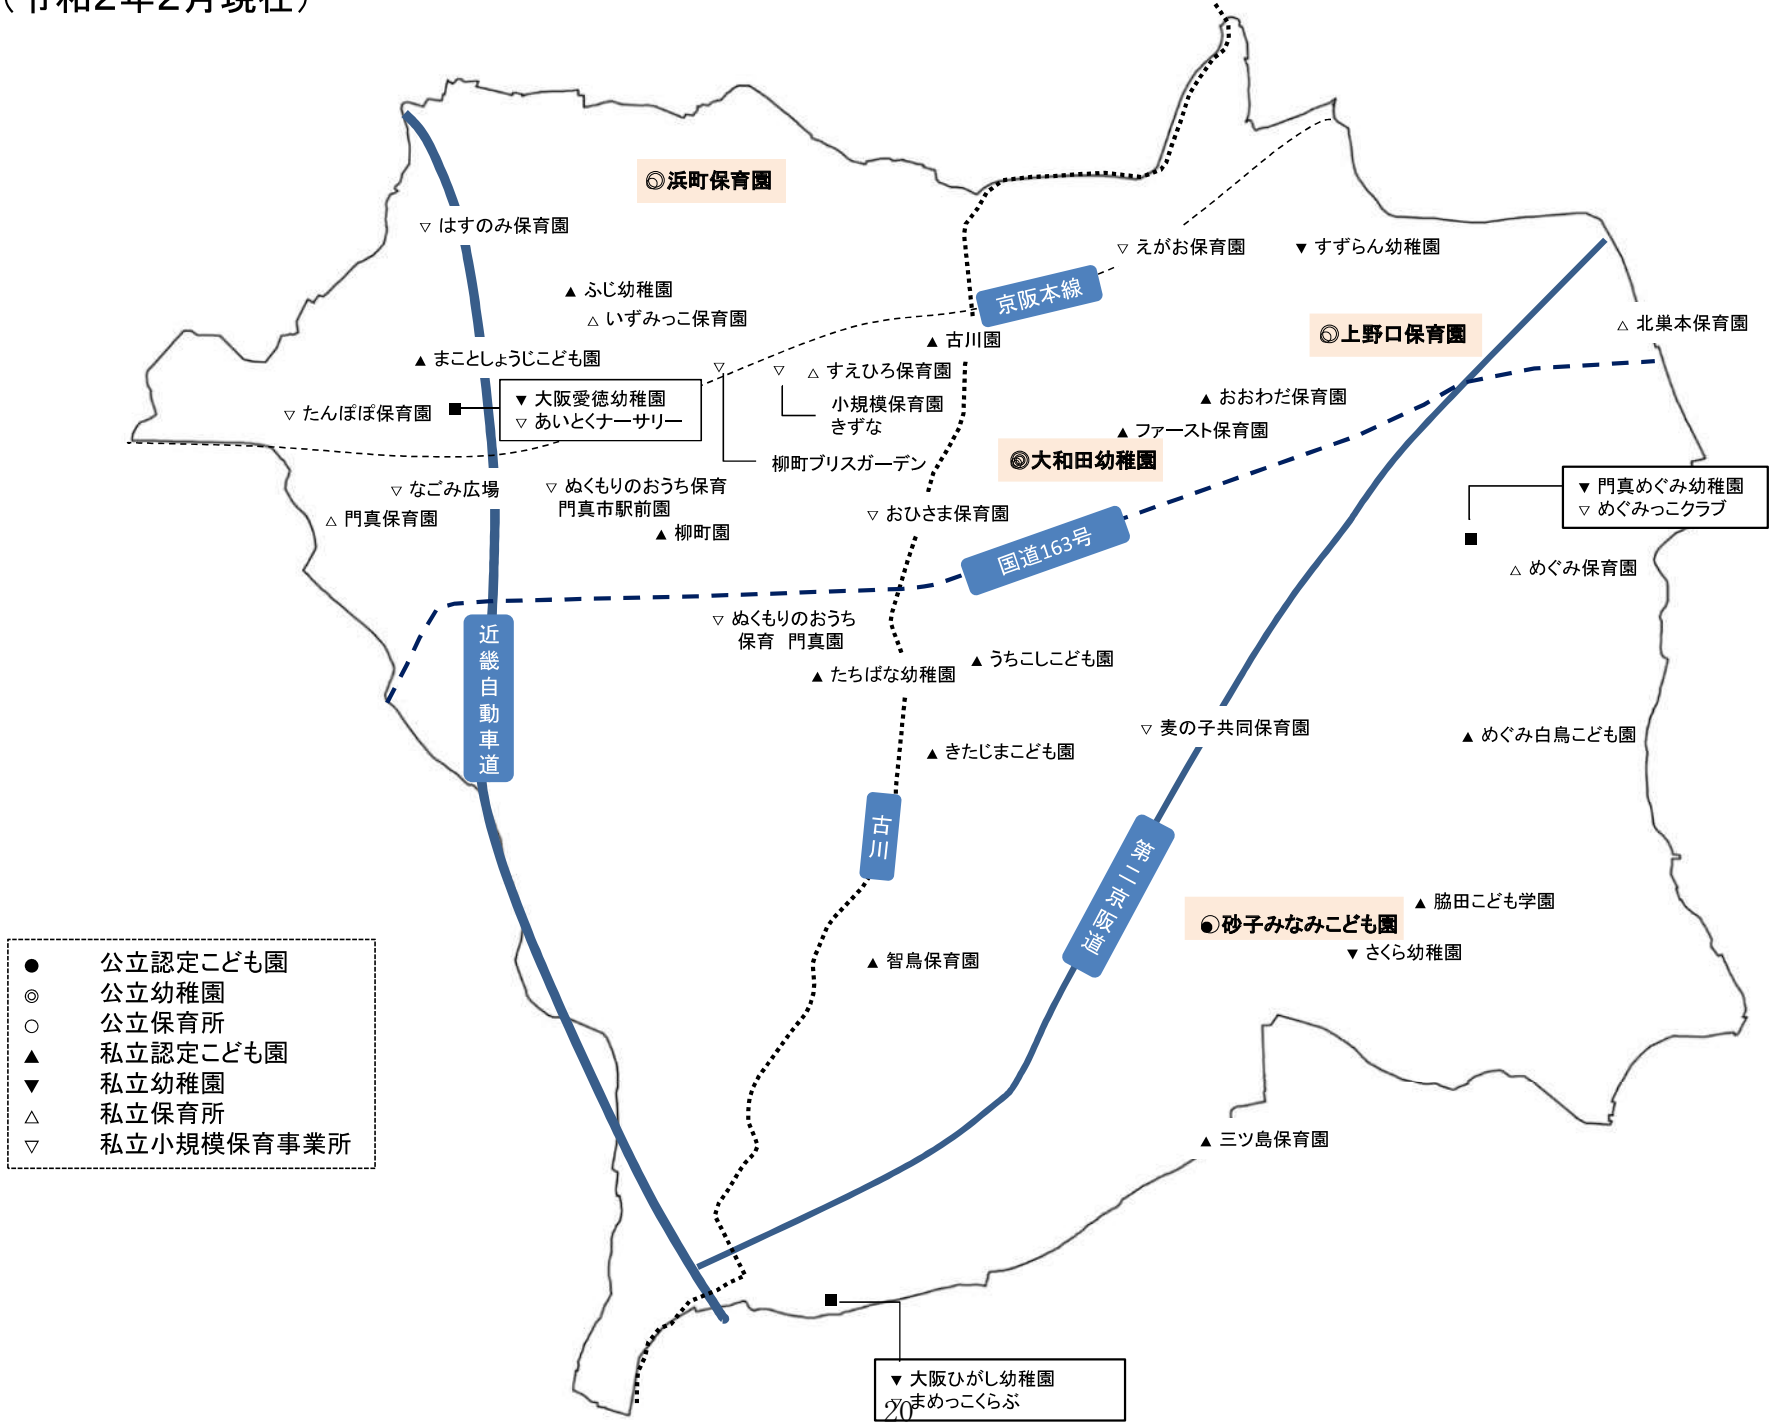 （令和2年2月現在）
◎浜町保育園
▽ はすのみ保育園
▽ えがお保育園
▼ すずらん幼稚園
▲ ふじ幼稚園
京阪本線
△ いずみっこ保育園
◎上野口保育園
△ 北巣本保育園
▲ 古川園
▲ まことしょうじこども園
▽
▽
△ すえひろ保育園
▼ 大阪愛徳幼稚園
▽ あいとくナーサリー
▽ たんぽぽ保育園
小規模保育園
きずな
▲ おおわだ保育園
▲ ファースト保育園
柳町ブリスガーデン
◎大和田幼稚園
▽ なごみ広場
▽ ぬくもりのおうち保育
門真市駅前園
▼ 門真めぐみ幼稚園
▽ めぐみっこクラブ
△ 門真保育園
▽ おひさま保育園
▲ 柳町園
国道163号
△ めぐみ保育園
▽ ぬくもりのおうち
保育 門真園
近畿自動車道
▲ うちこしこども園
▲ たちばな幼稚園
▽ 麦の子共同保育園
▲ めぐみ白鳥こども園
▲ きたじまこども園
古川
第二京阪道
▲ 脇田こども学園
●砂子みなみこども園
▼ さくら幼稚園
▲ 智鳥保育園
● 公立認定こども園
◎ 公立幼稚園
○ 公立保育所
▲ 私立認定こども園
▼ 私立幼稚園
△ 私立保育所
▽ 私立小規模保育事業所
▲ 三ツ島保育園
▼ 大阪ひがし幼稚園
▽ まめっこくらぶ
20